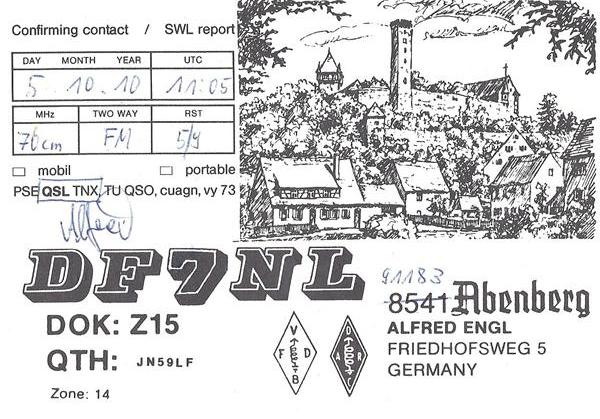 Confirming contact / SWL report
DAY MONTH YEAR UTC
5 10 10 11:05
MHz TWO WAY RST
70cm FM 5/9
mobil portable
PSE QSL TNX, TU QSO, cuagn, vy 73
Alfred
DF7NL
91183
8541 Abenberg
DOK: Z15
ALFRED ENGL
QTH: JN59LF
FRIEDHOFSWEG 5
GERMANY
Zone: 14
V F D B
D A R C